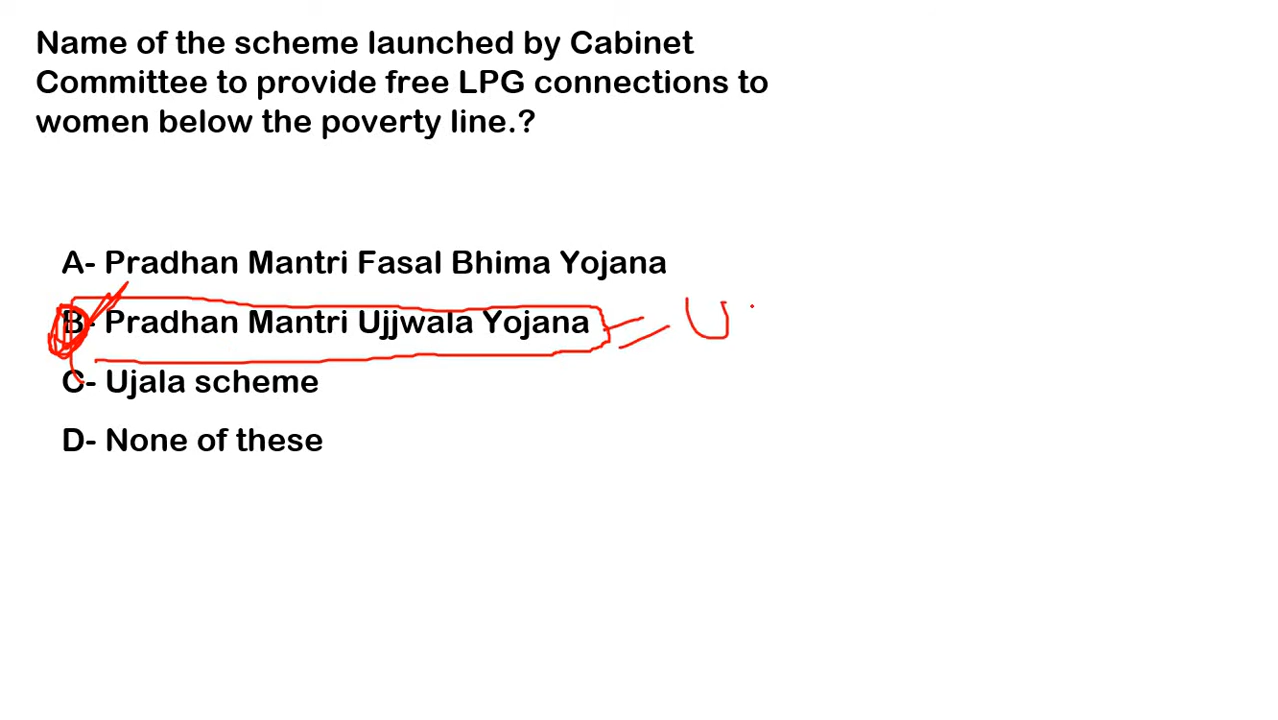 Name of the scheme launched by Cabinet
Committee to provide free LPG connections to
women below the poverty line.?
A- Pradhan Mantri Fasal Bhima Yojana
B- Pradhan Mantri Ujjwala Yojana = U
C- Ujala scheme
D- None of these